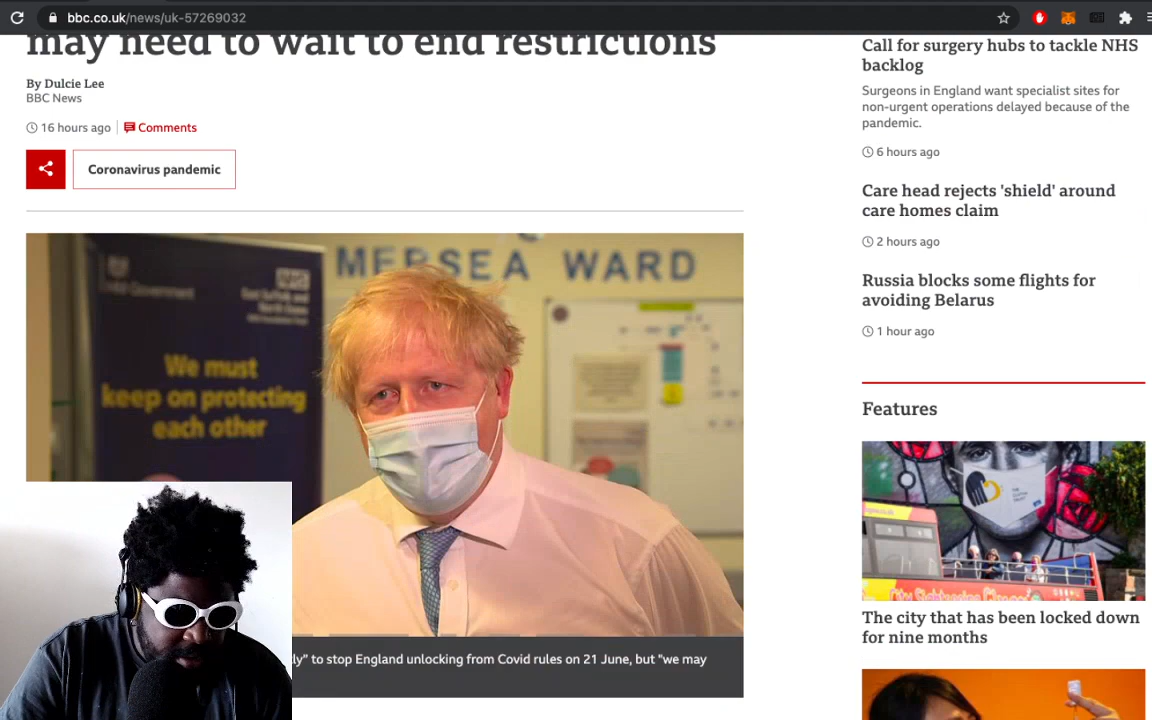 bbc.co.uk/news/uk-57269032
may need to wait to end restrictions
By Dulcie Lee
BBC News
16 hours ago
Comments
Coronavirus pandemic
MERSEA WARD
HM Government
NHS
We must
keep on protecting
each other
ly" to stop England unlocking from Covid rules on 21 June, but "we may
Call for surgery hubs to tackle NHS
backlog
Surgeons in England want specialist sites for
non-urgent operations delayed because of the
pandemic.
6 hours ago
Care head rejects 'shield' around
care homes claim
2 hours ago
Russia blocks some flights for
avoiding Belarus
1 hour ago
Features
The city that has been locked down
for nine months